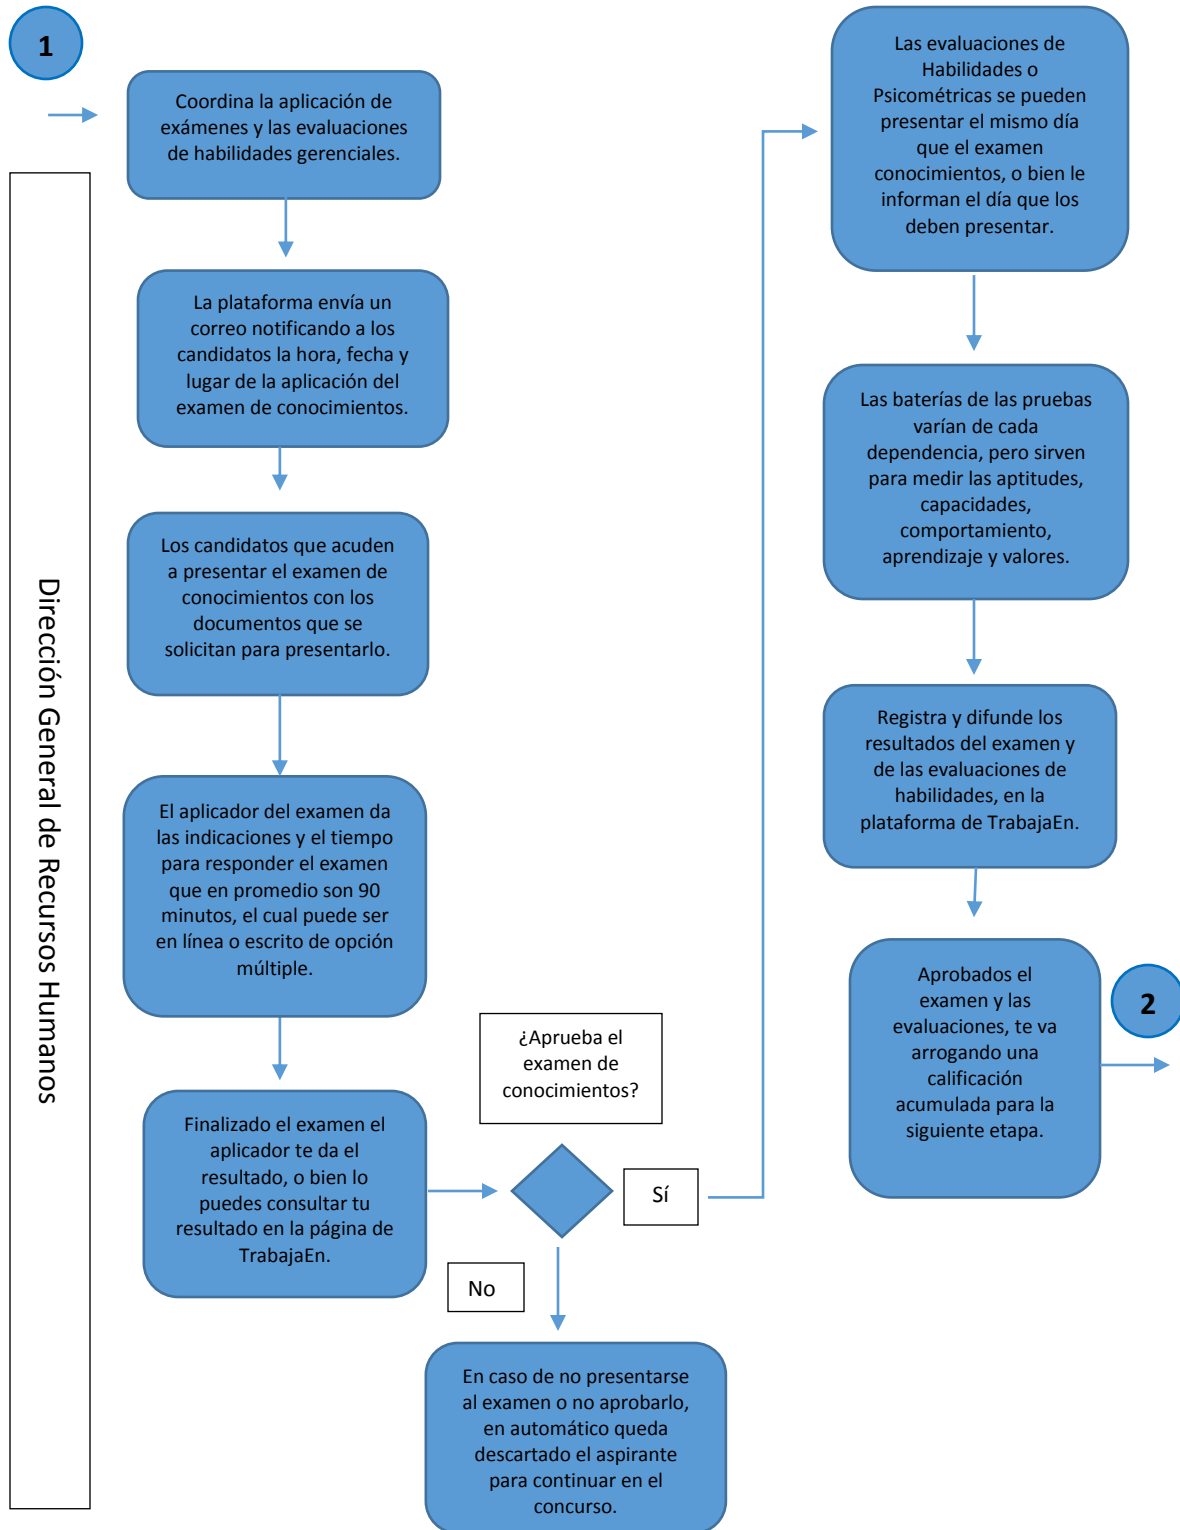 1
Coordina la aplicación de
exámenes y las evaluaciones
de habilidades gerenciales.
La plataforma envía un
correo notificando a los
candidatos la hora, fecha y
lugar de la aplicación del
examen de conocimientos.
Los candidatos que acuden
a presentar el examen de
conocimientos con los
documentos que se
solicitan para presentarlo.
El aplicador del examen da
las indicaciones y el tiempo
para responder el examen
que en promedio son 90
minutos, el cual puede ser
en línea o escrito de opción
múltiple.
Finalizado el examen el
aplicador te da el
resultado, o bien lo
puedes consultar tu
resultado en la página de
TrabajaEn.
Dirección General de Recursos Humanos
¿Aprueba el
examen de
conocimientos?
Sí
No
En caso de no presentarse
al examen o no aprobarlo,
en automático queda
descartado el aspirante
para continuar en el
concurso.
Las evaluaciones de
Habilidades o
Psicométricas se pueden
presentar el mismo día
que el examen
conocimientos, o bien le
informan el día que los
deben presentar.
Las baterías de las pruebas
varían de cada
dependencia, pero sirven
para medir las aptitudes,
capacidades,
comportamiento,
aprendizaje y valores.
Registra y difunde los
resultados del examen y
de las evaluaciones de
habilidades, en la
plataforma de TrabajaEn.
Aprobados el
examen y las
evaluaciones, te va
arrogando una
calificación
acumulada para la
siguiente etapa.
2